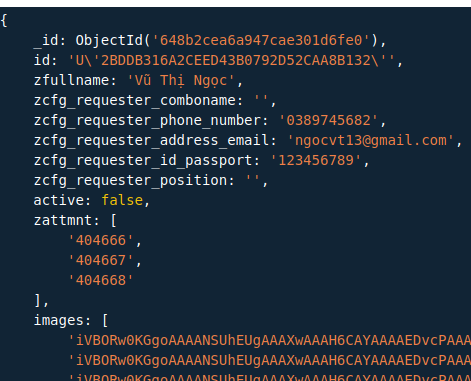 {
_id: ObjectId('648b2cea6a947cae301d6fe0'),
id: 'U\'2BDDB316A2CEED43B0792D52CAA8B132\'',
zfullname: 'Vũ Thị Ngọc',
zcfg_requester_comboname: '',
zcfg_requester_phone_number: '0389745682',
zcfg_requester_address_email: 'ngocvt13@gmail.com',
zcfg_requester_id_passport: '123456789',
zcfg_requester_position: '',
active: false,
zattmnt: [
'404666',
'404667',
'404668'
],
images: [
'iVBORw0KGgoAAAANSUhEUgAAAXwAAAH6CAYAAAAEDvcPAAA
'iVBORw0KGgoAAAANSUhEUgAAAXwAAAH6CAYAAAAEDvcPAAA
'iVBORw0KGgoAAAANSUhEUgAAAXwAAAH6CAYAAAAEDvcPAAA